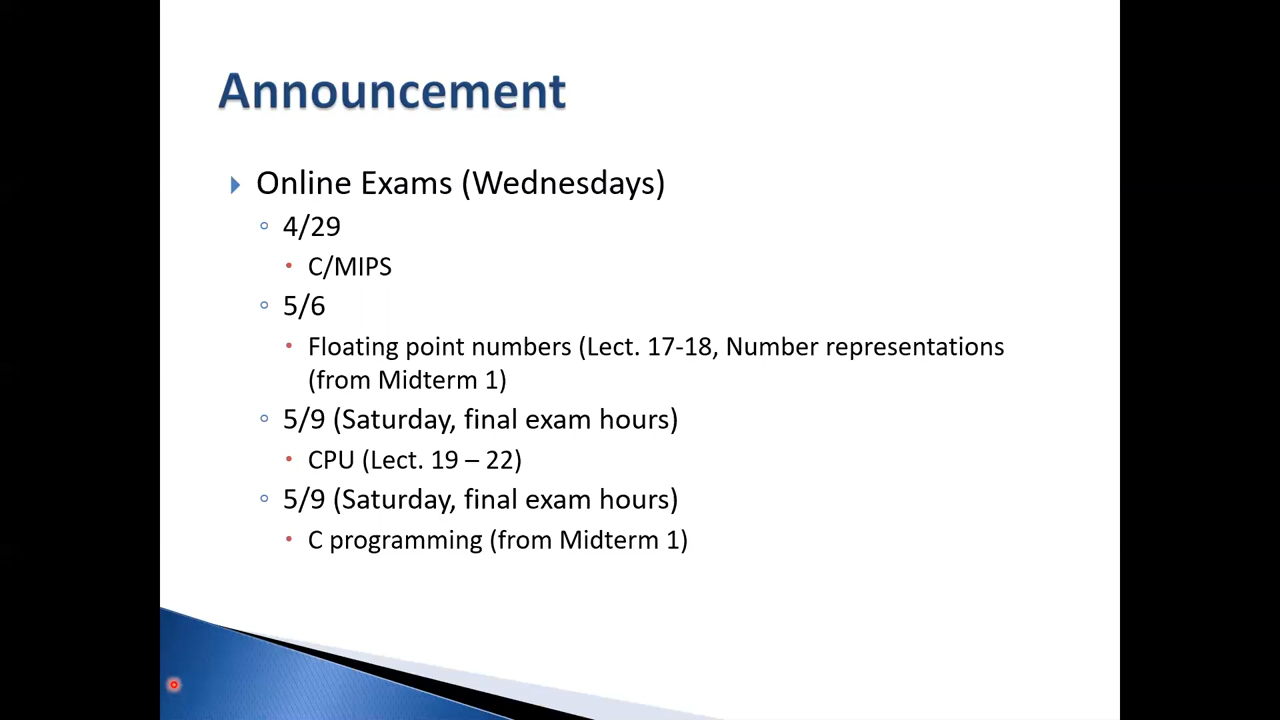 Announcement
Online Exams (Wednesdays)
4/29
C/MIPS
5/6
Floating point numbers (Lect. 17-18, Number representations
(from Midterm 1)
5/9 (Saturday, final exam hours)
CPU (Lect. 19 – 22)
5/9 (Saturday, final exam hours)
C programming (from Midterm 1)